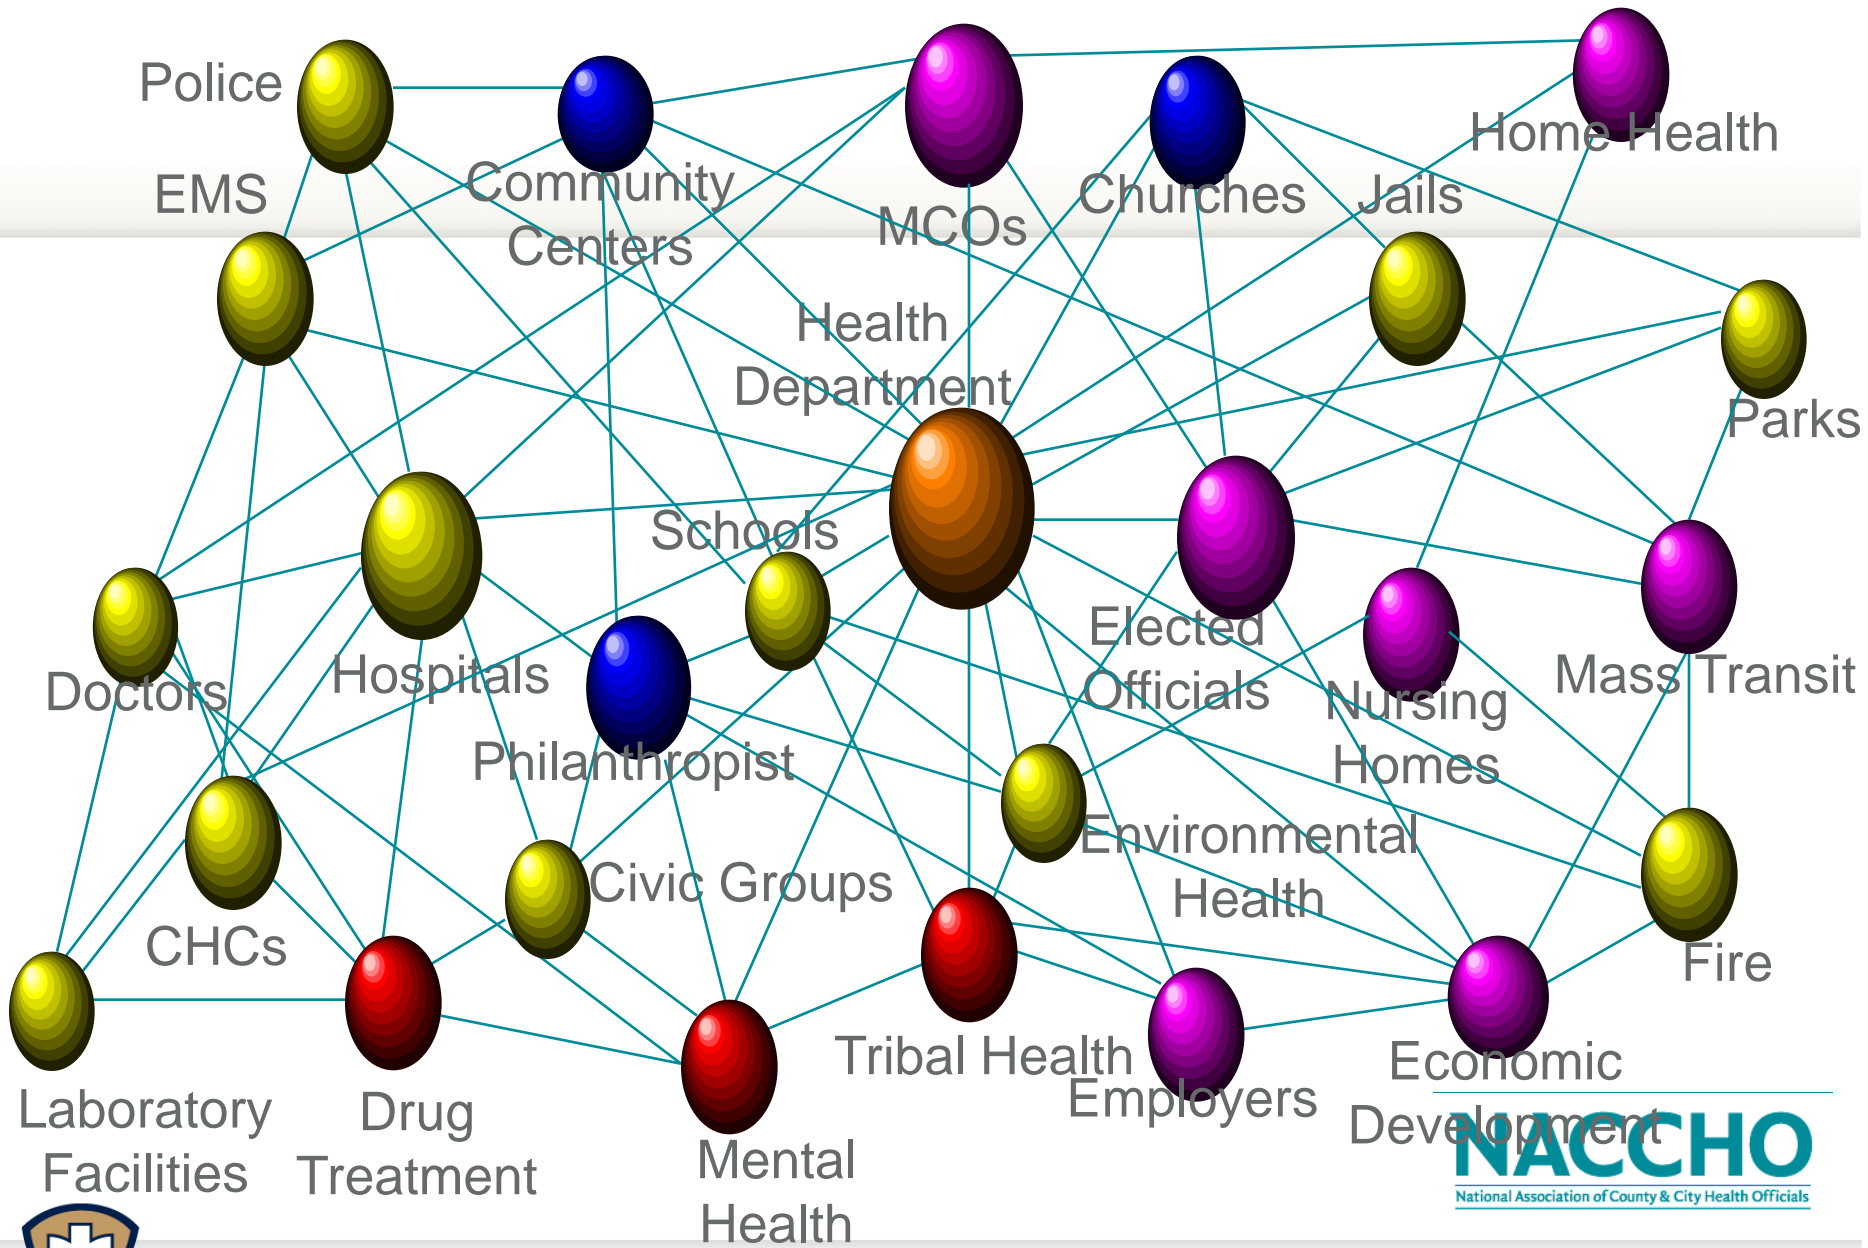 Police
Home Health
EMS
Community
Centers
MCOs
Churches
Jails
Health
Department
Parks
Schools
Elected
Officials
Doctors
Hospitals
Nursing
Homes
Mass Transit
Philanthropist
Environmental
Health
Civic Groups
CHCs
Fire
Tribal Health
Employers
Economic
Development
Laboratory
Facilities
Drug
Treatment
Mental
Health
NACCHO
National Association of County & City Health Officials